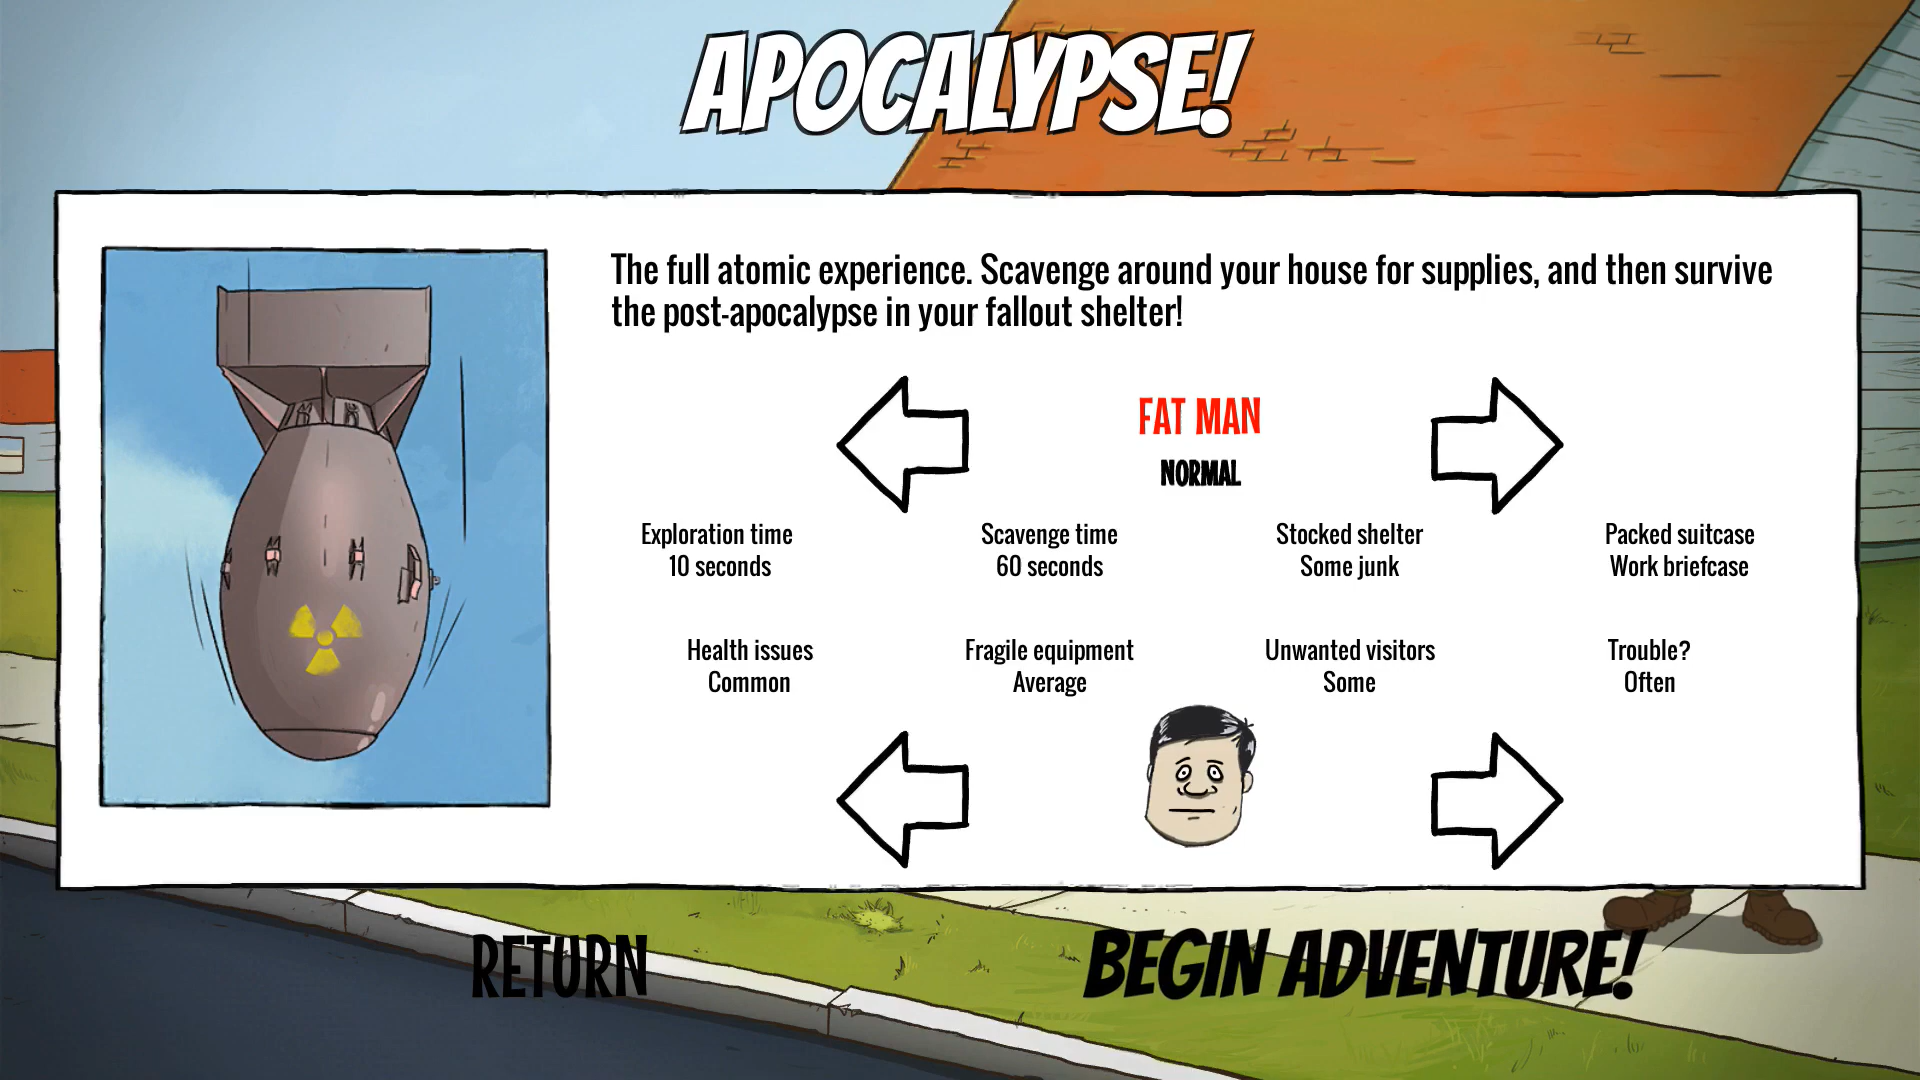 APOCALYPSE!
The full atomic experience. Scavenge around your house for supplies, and then survive
the post-apocalypse in your fallout shelter!
FAT MAN
NORMAL
Exploration time
10 seconds
Scavenge time
60 seconds
Stocked shelter
Some junk
Packed suitcase
Work briefcase
Health issues
Common
Fragile equipment
Average
Unwanted visitors
Some
Trouble?
Often
RETURN
BEGIN ADVENTURE!